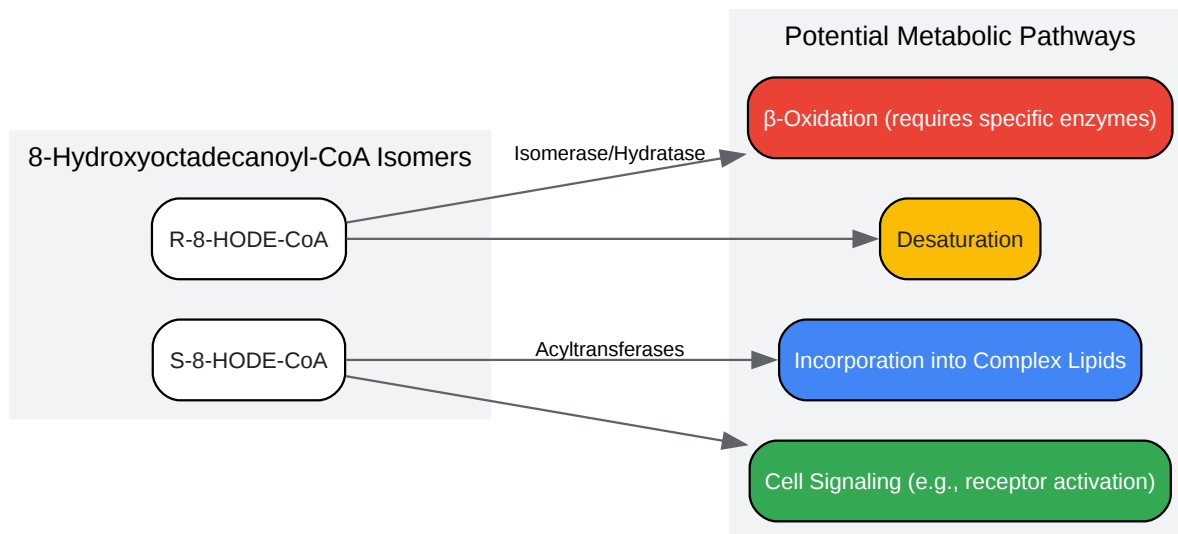 8-Hydroxyoctadecanoyl-CoA Isomers
R-8-HODE-CoA
S-8-HODE-CoA
Isomerase/Hydratase
Acyltransferases
Potential Metabolic Pathways
β-Oxidation (requires specific enzymes)
Desaturation
Incorporation into Complex Lipids
Cell Signaling (e.g., receptor activation)